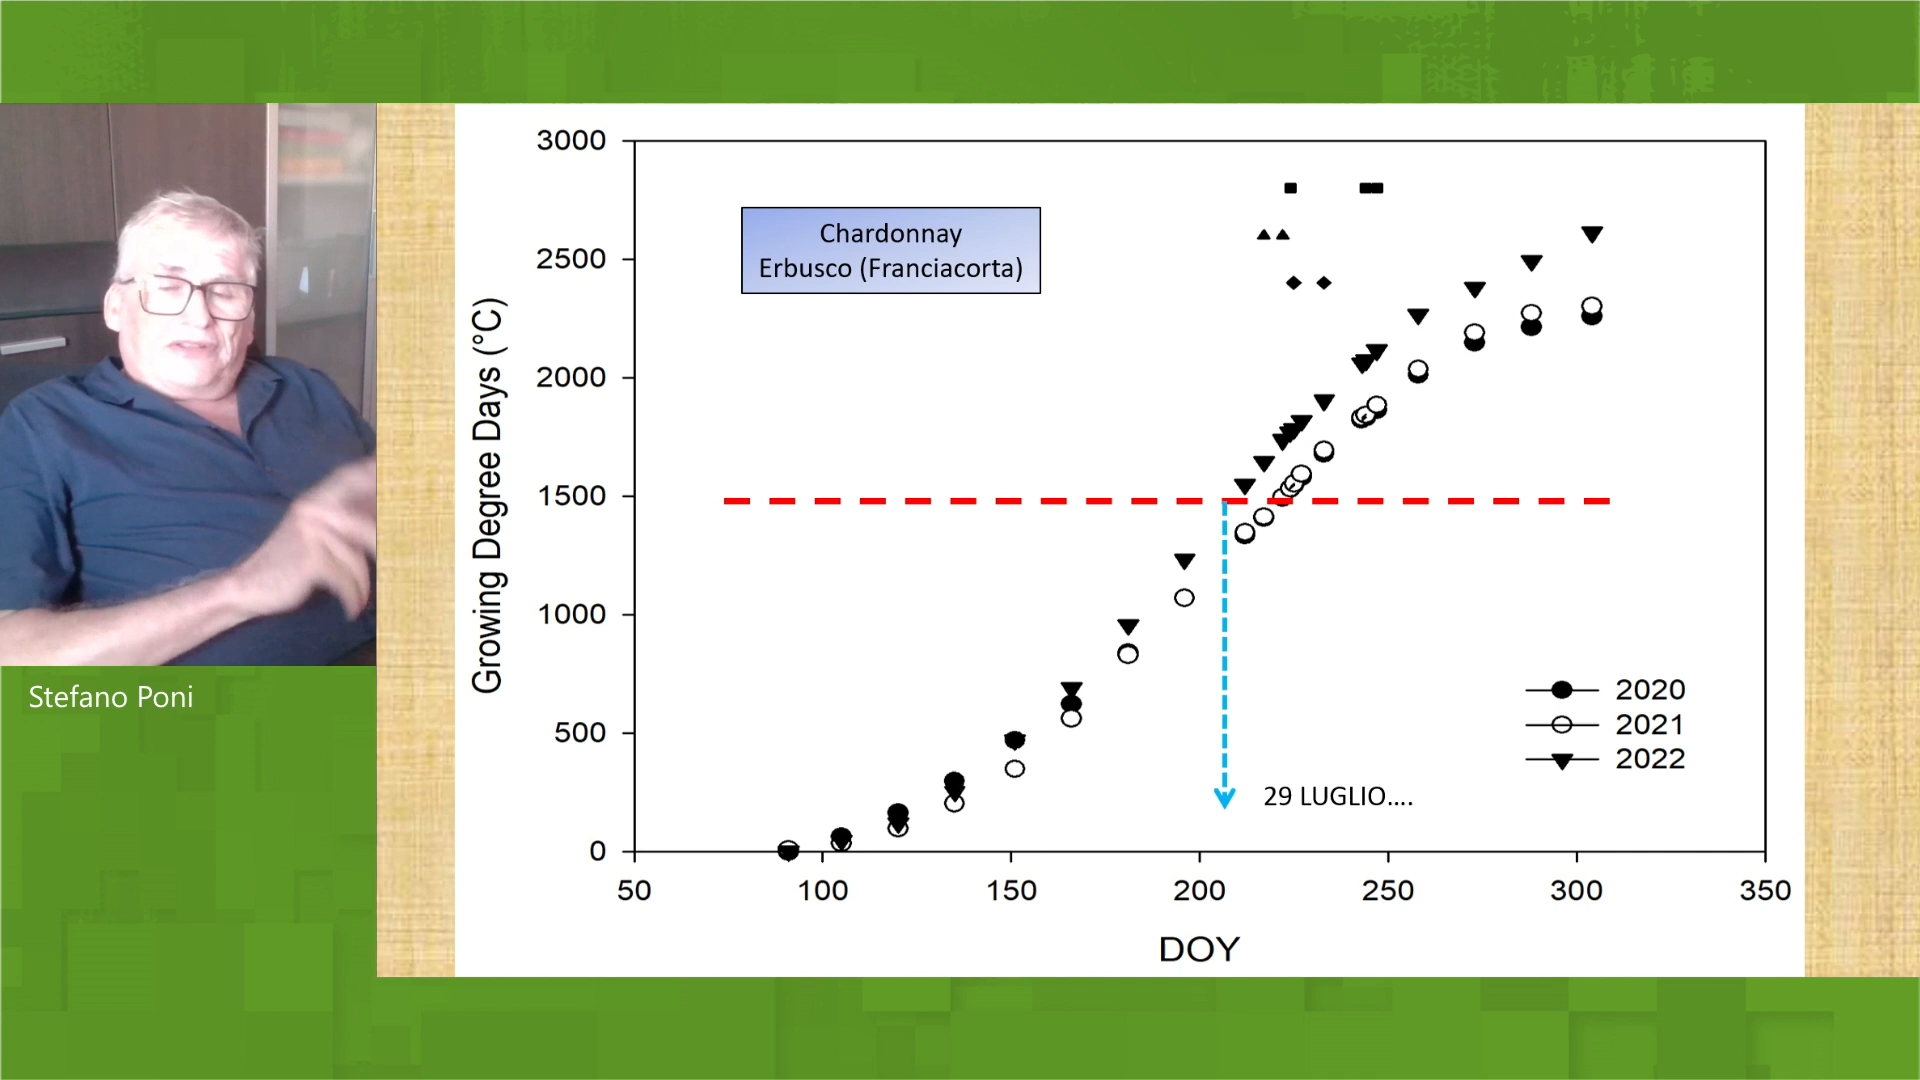 3000
2500
2000
1500
1000
500
0
Growing Degree Days (°C)
Chardonnay
Erbusco (Franciacorta)
2020
2021
2022
29 LUGLIO....
50 100 150 200 250 300 350
DOY
Stefano Poni